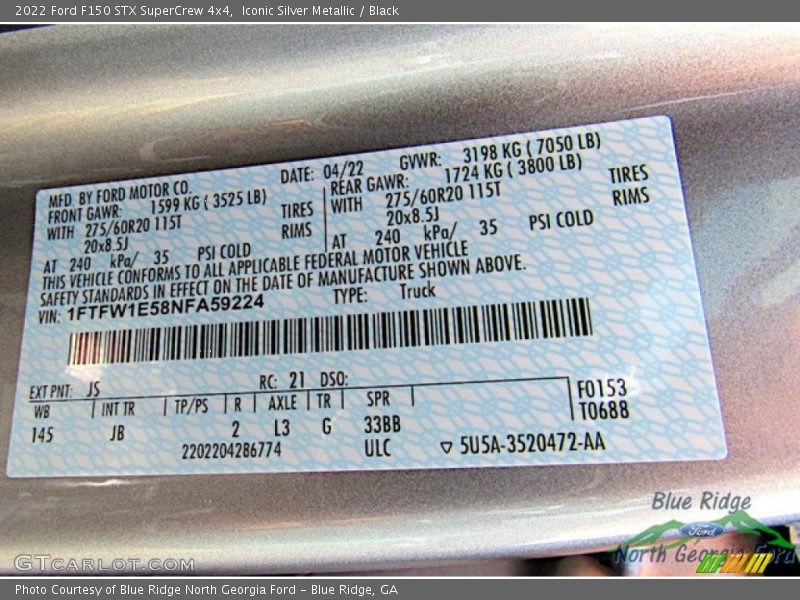 2022 Ford F150 STX SuperCrew 4x4,  Iconic Silver Metallic / Black
MFD. BY FORD MOTOR CO.
DATE: 04/22
GVWR: 3198 KG ( 7050 LB)
FRONT GAWR: 1599 KG ( 3525 LB)
WITH 275/60R20 115T TIRES
20x8.5J RIMS
AT 240 kPa/ 35 PSI COLD
REAR GAWR: 1724 KG ( 3800 LB)
WITH 275/60R20 115T TIRES
20x8.5J RIMS
AT 240 kPa/ 35 PSI COLD
THIS VEHICLE CONFORMS TO ALL APPLICABLE FEDERAL MOTOR VEHICLE
SAFETY STANDARDS IN EFFECT ON THE DATE OF MANUFACTURE SHOWN ABOVE.
VIN: 1FTFW1E58NFA59224 TYPE: Truck
EXT PNT: JS RC: 21 DSO:
WB INT TR TP/PS R AXLE TR SPR
F0153
T0688
145 JB 2 L3 G 33BB
2202204286774 ULC ▽ 5U5A-3520472-AA
Blue Ridge
Ford
North Georgia Ford
GTcarlot.com
Photo Courtesy of Blue Ridge North Georgia Ford – Blue Ridge, GA